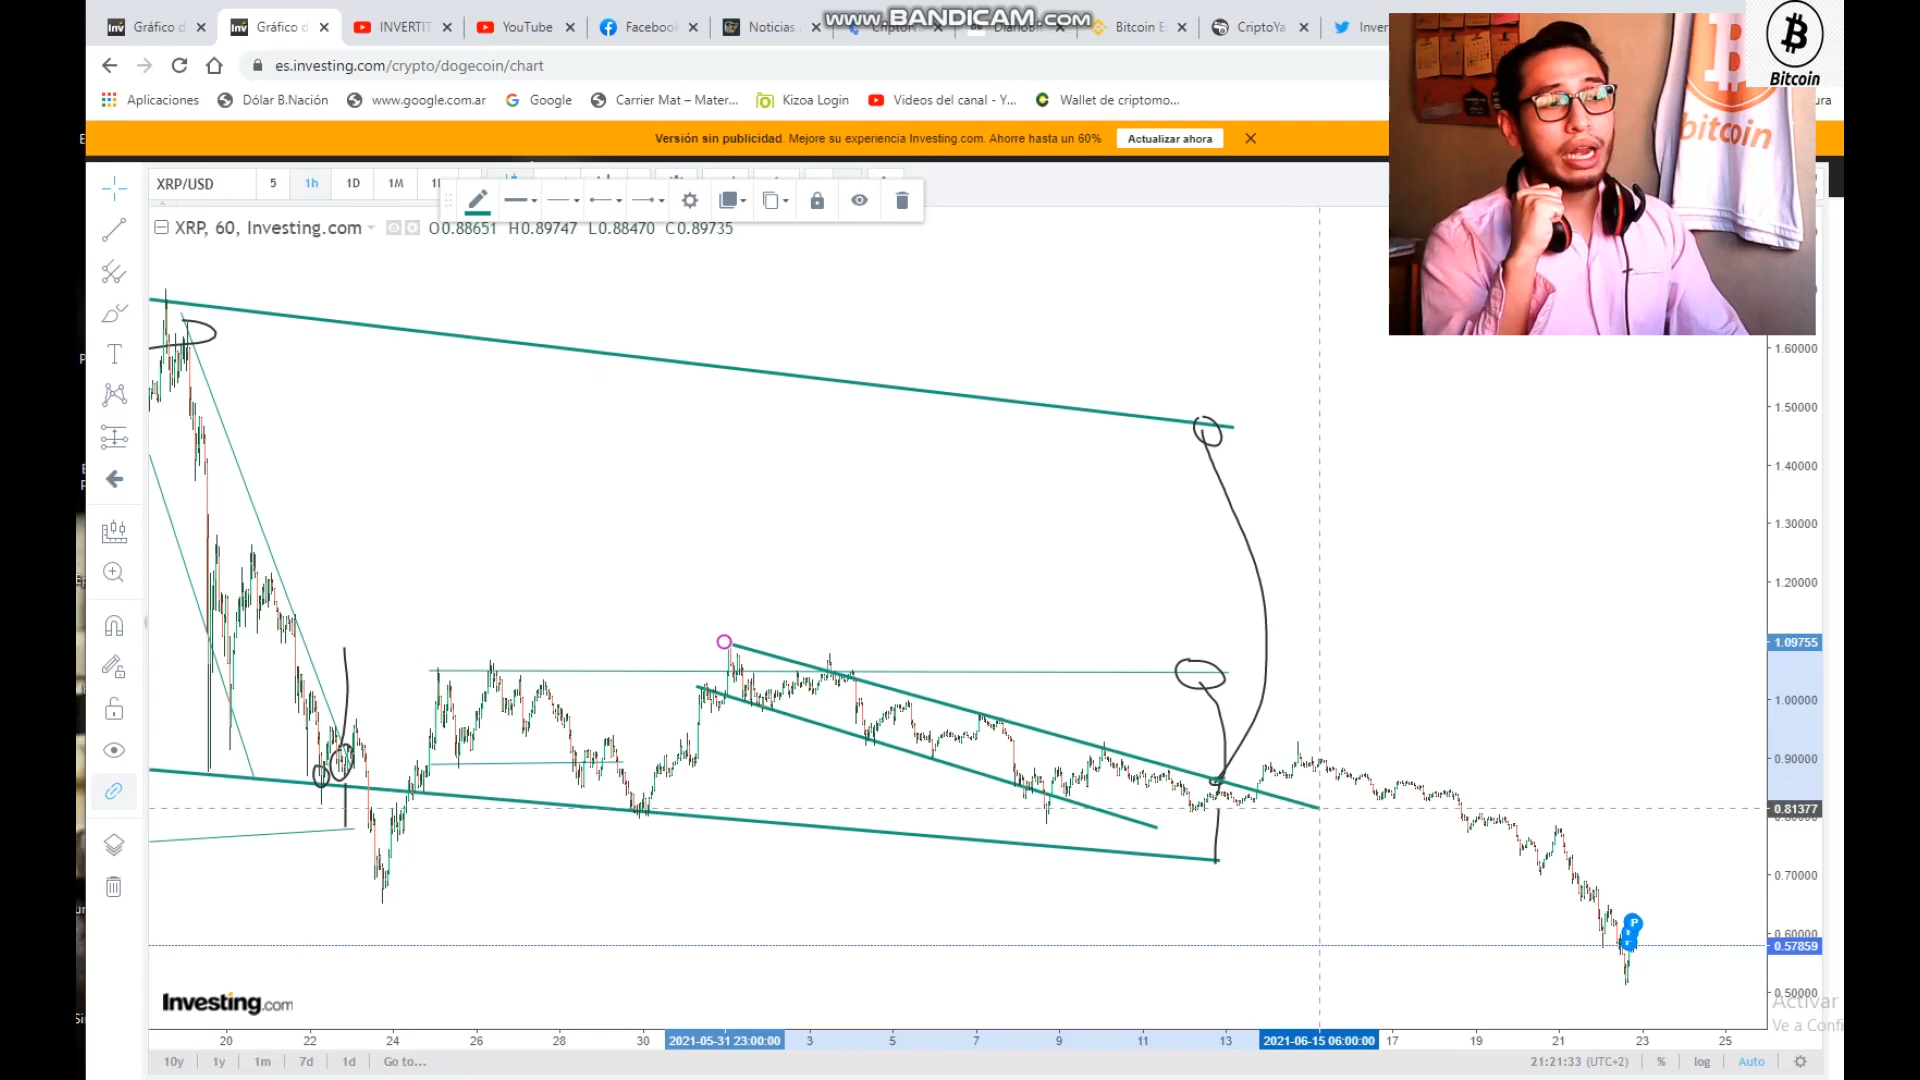 www.BANDICAM.com
Gráfico d
Gráfico d
INVERTI
YouTube
Facebook
Noticias
Bitcoin E
CriptoYa
Inver
Bitcoin
es.investing.com/crypto/dogecoin/chart
Aplicaciones
Dólar B.Nación
www.google.com.ar
Google
Carrier Mat – Mater...
Kizoa Login
Videos del canal - Y...
Wallet de criptomo...
bitcoin
Versión sin publicidad. Mejore su experiencia Investing.com. Ahorre hasta un 60%
Actualizar ahora
XRP/USD
5
1h
1D
1M
XRP, 60, Investing.com
O0.88651 H0.89747 L0.88470 C0.89735
1.60000
1.50000
1.40000
1.30000
1.20000
1.09755
1.00000
0.90000
0.81377
0.80000
0.70000
0.60000
0.57859
0.50000
P
Investing.com
Activar
Ve a Confi
20
22
24
26
28
30
2021-05-31 23:00:00
3
5
7
9
11
13
2021-06-15 06:00:00
17
19
21
23
25
10y
1y
1m
7d
1d
Go to...
21:21:33 (UTC+2)
%
log
Auto